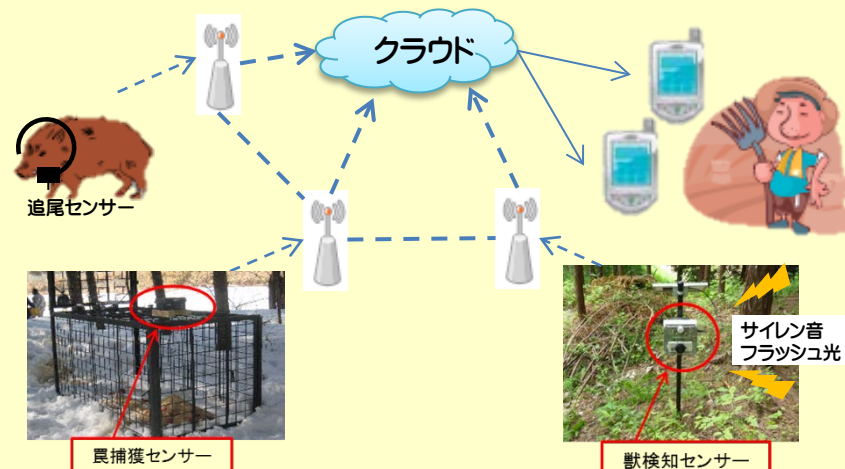 クラウド
追尾センサー
サイレン音
フラッシュ光
罠捕獲センサー
獣検知センサー